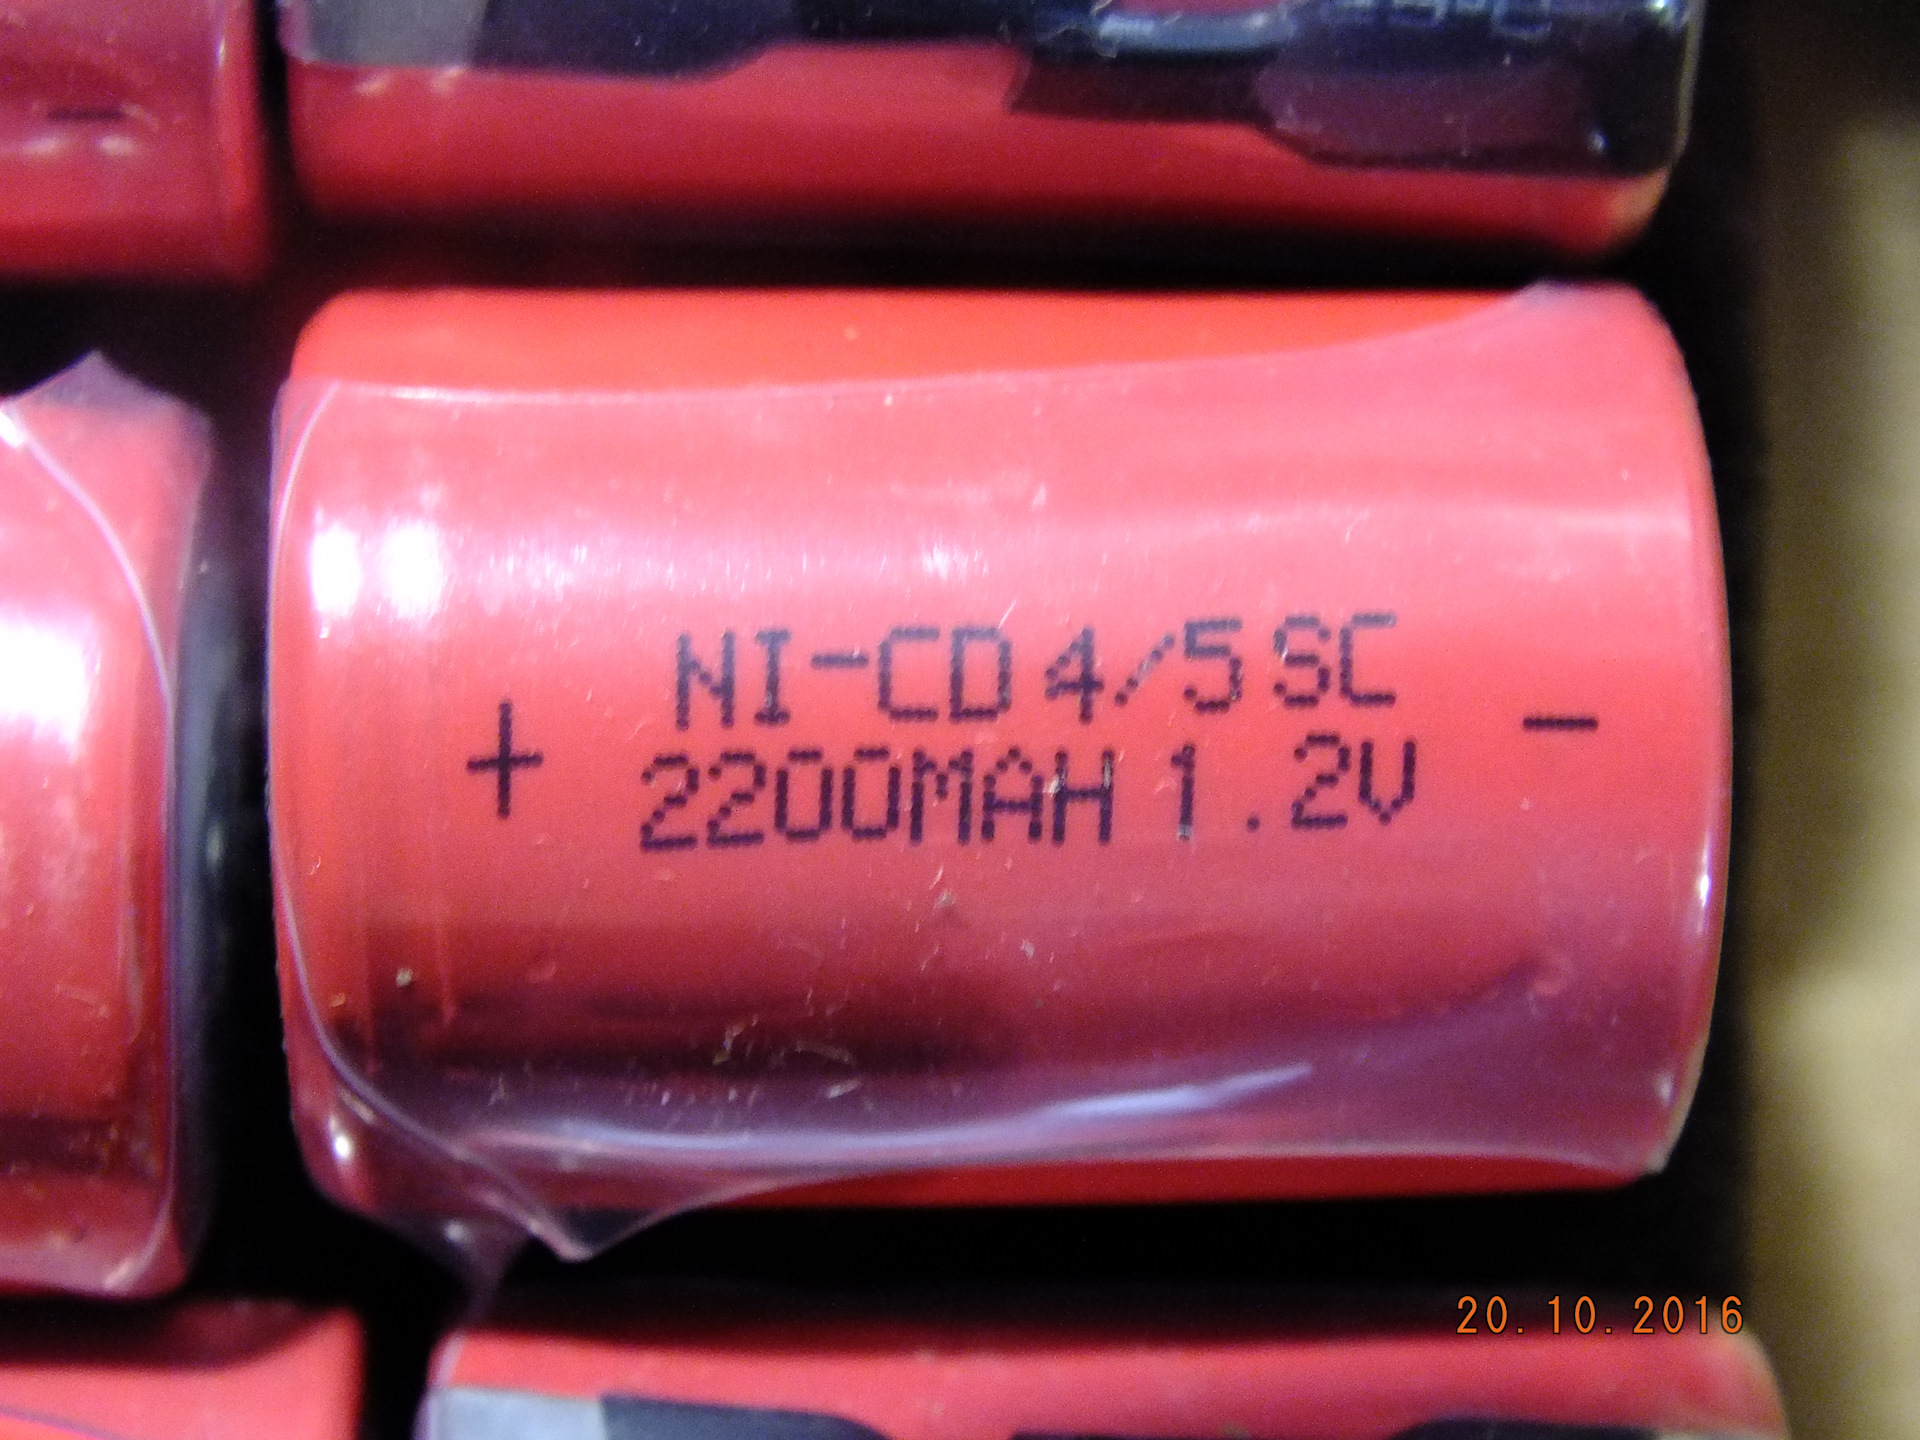 NI-CD 4/5 SC
+ 2200MAH 1.2V -
20.10.2016